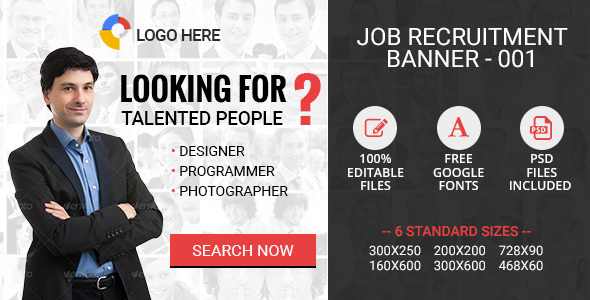 LOGO HERE
LOOKING FOR
TALENTED PEOPLE ?
• DESIGNER
• PROGRAMMER
• PHOTOGRAPHER
SEARCH NOW
JOB RECRUITMENT
BANNER - 001
100%
EDITABLE
FILES
A
FREE
GOOGLE
FONTS
PSD
PSD
FILES
INCLUDED
-- 6 STANDARD SIZES --
300X250 200X200 728X90
160X600 300X600 468X60